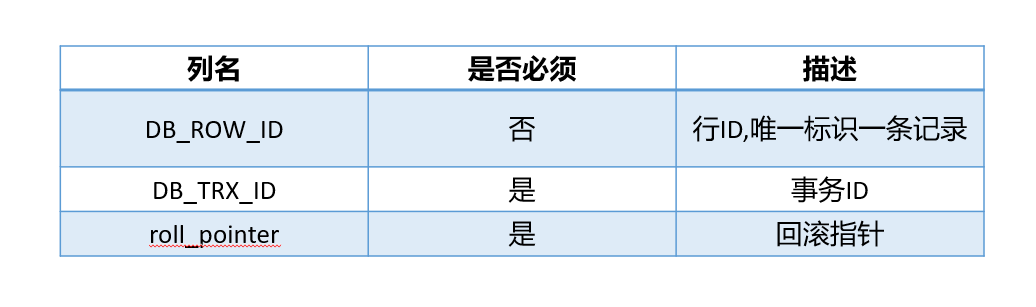 列名 是否必须 描述
DB_ROW_ID 否 行ID,唯一标识一条记录
DB_TRX_ID 是 事务ID
roll_pointer 是 回滚指针